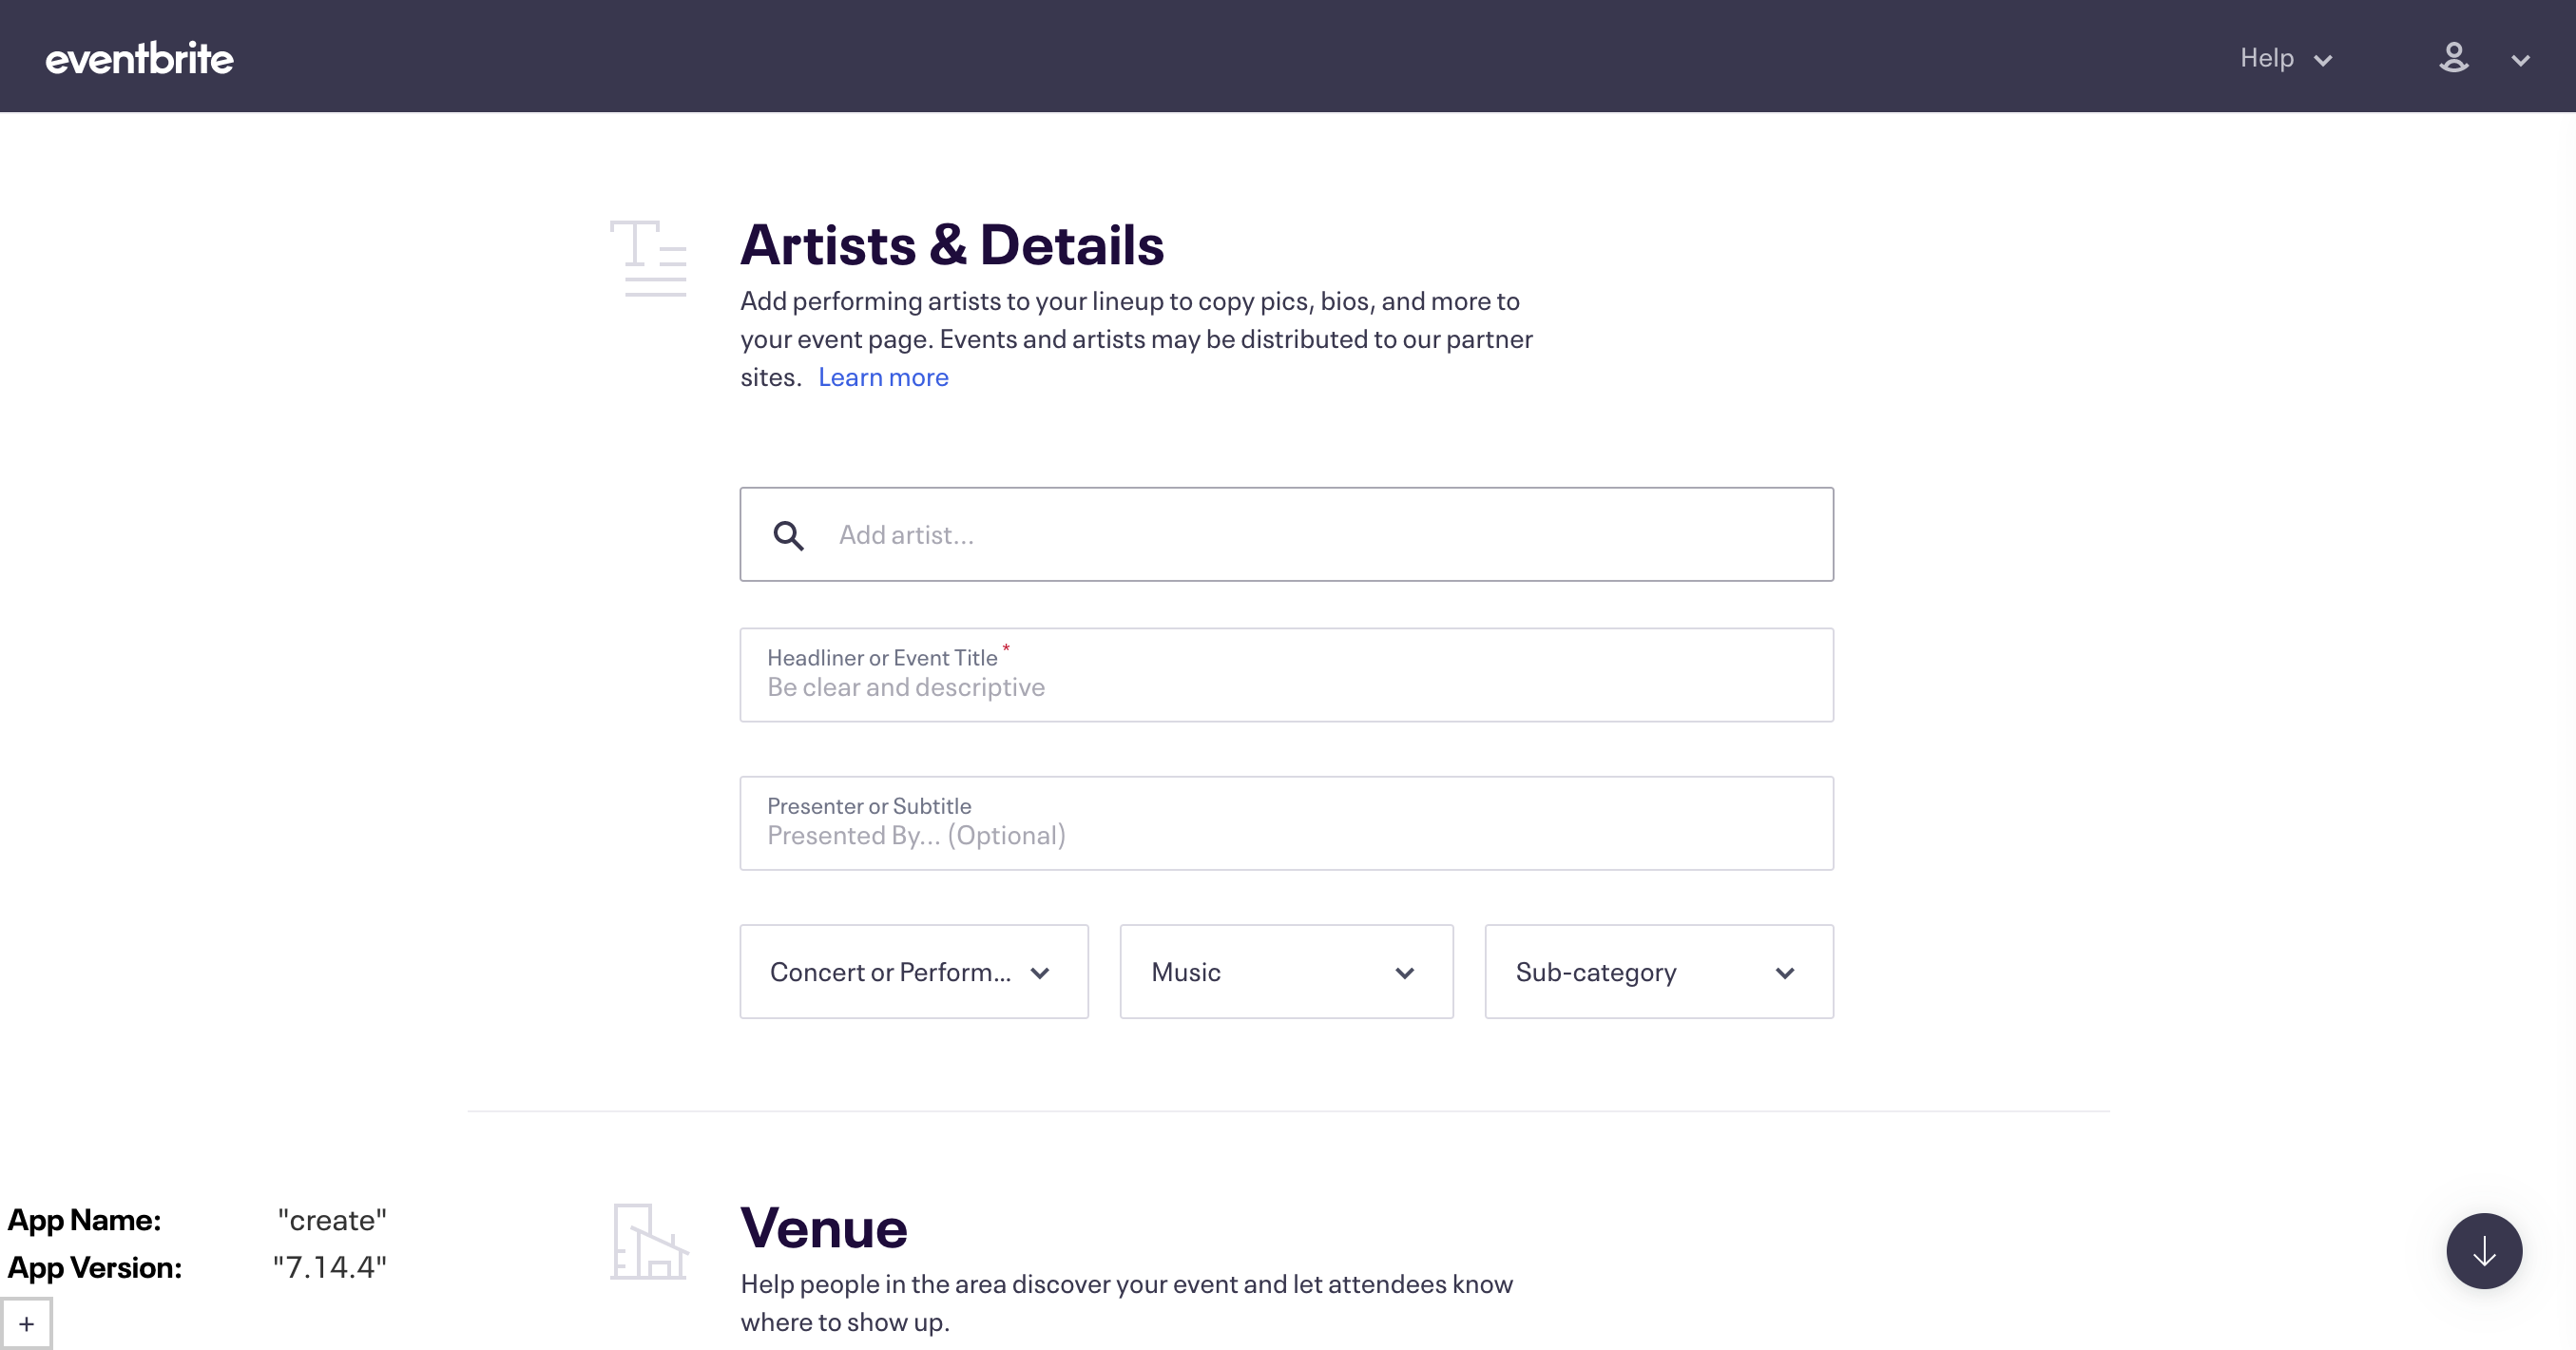 eventbrite
Help
Artists & Details
Add performing artists to your lineup to copy pics, bios, and more to
your event page. Events and artists may be distributed to our partner
sites. Learn more
Add artist...
Headliner or Event Title *
Be clear and descriptive
Presenter or Subtitle
Presented By... (Optional)
Concert or Perform...
Music
Sub-category
App Name: "create"
App Version: "7.14.4"
+
Venue
Help people in the area discover your event and let attendees know
where to show up.